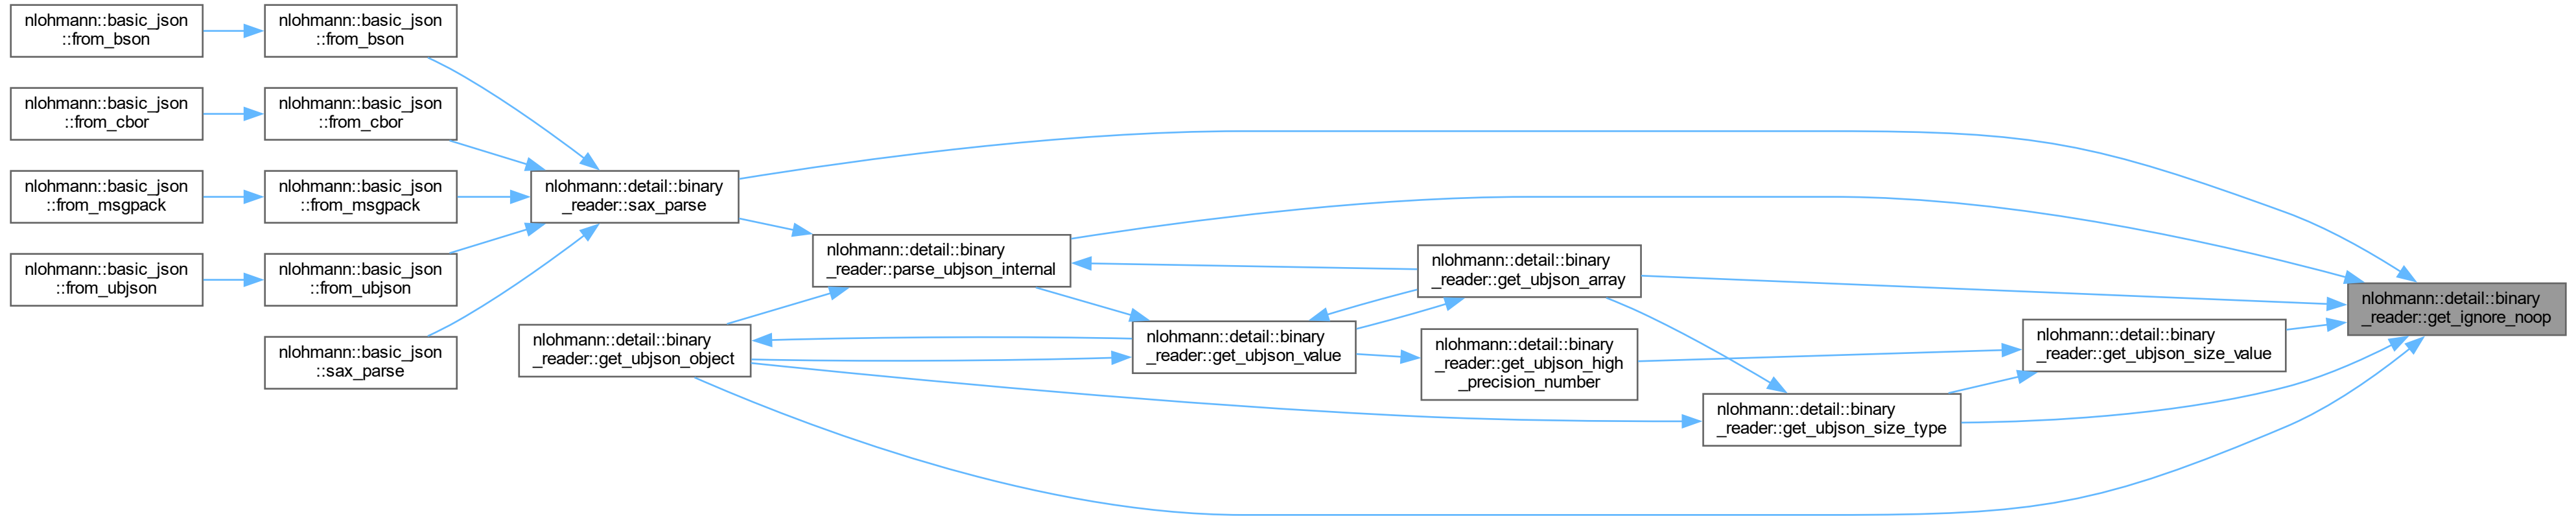 nlohmann::basic_json
::from_bson
nlohmann::basic_json
::from_bson
nlohmann::basic_json
::from_cbor
nlohmann::basic_json
::from_cbor
nlohmann::basic_json
::from_msgpack
nlohmann::basic_json
::from_msgpack
nlohmann::detail::binary
_reader::sax_parse
nlohmann::basic_json
::from_ubjson
nlohmann::basic_json
::from_ubjson
nlohmann::detail::binary
_reader::parse_ubjson_internal
nlohmann::detail::binary
_reader::get_ubjson_array
nlohmann::detail::binary
_reader::get_ignore_noop
nlohmann::basic_json
::sax_parse
nlohmann::detail::binary
_reader::get_ubjson_object
nlohmann::detail::binary
_reader::get_ubjson_value
nlohmann::detail::binary
_reader::get_ubjson_high
_precision_number
nlohmann::detail::binary
_reader::get_ubjson_size_value
nlohmann::detail::binary
_reader::get_ubjson_size_type